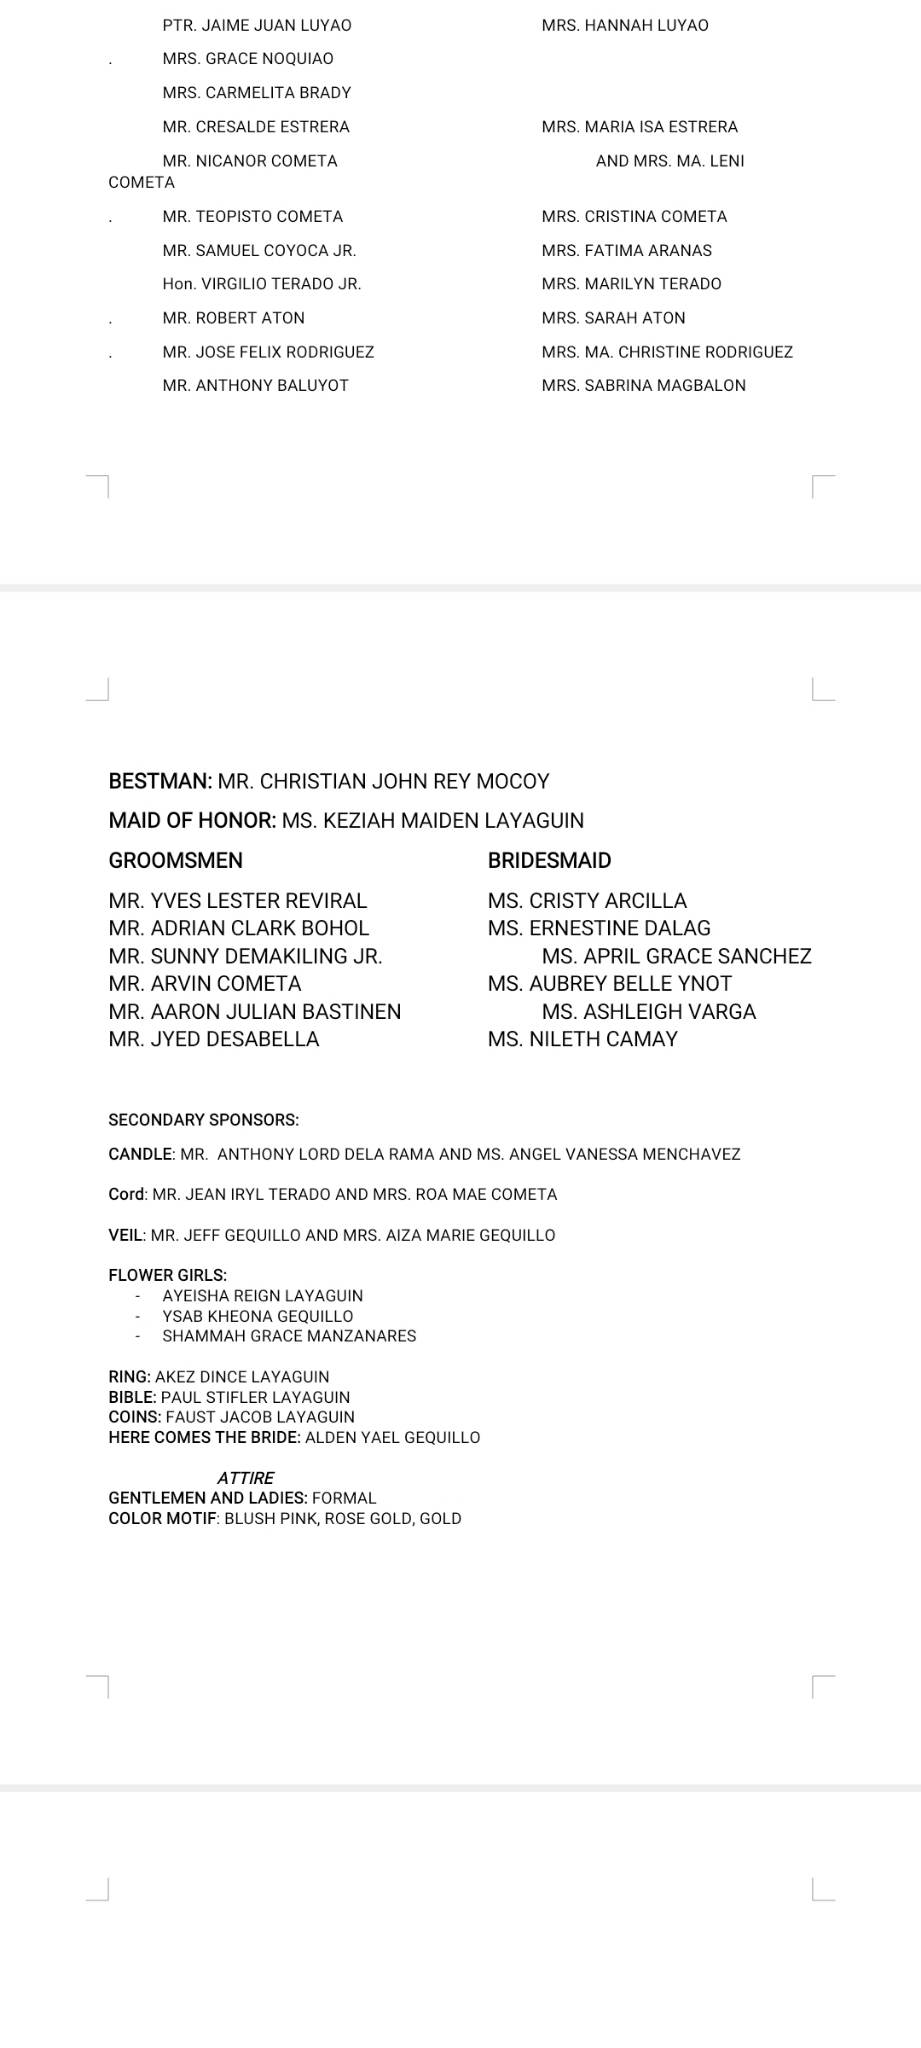 PTR. JAIME JUAN LUYAO MRS. HANNAH LUYAO
. MRS. GRACE NOQUIAO
MRS. CARMELITA BRADY
MR. CRESALDE ESTRERA MRS. MARIA ISA ESTRERA
MR. NICANOR COMETA AND MRS. MA. LENI
COMETA
. MR. TEOPISTO COMETA MRS. CRISTINA COMETA
MR. SAMUEL COYOCA JR. MRS. FATIMA ARANAS
Hon. VIRGILIO TERADO JR. MRS. MARILYN TERADO
. MR. ROBERT ATON MRS. SARAH ATON
. MR. JOSE FELIX RODRIGUEZ MRS. MA. CHRISTINE RODRIGUEZ
MR. ANTHONY BALUYOT MRS. SABRINA MAGBALON
BESTMAN: MR. CHRISTIAN JOHN REY MOCOY
MAID OF HONOR: MS. KEZIAH MAIDEN LAYAGUIN
GROOMSMEN BRIDESMAID
MR. YVES LESTER REVIRAL MS. CRISTY ARCILLA
MR. ADRIAN CLARK BOHOL MS. ERNESTINE DALAG
MR. SUNNY DEMAKILING JR. MS. APRIL GRACE SANCHEZ
MR. ARVIN COMETA MS. AUBREY BELLE YNOT
MR. AARON JULIAN BASTINEN MS. ASHLEIGH VARGA
MR. JYED DESABELLA MS. NILETH CAMAY
SECONDARY SPONSORS:
CANDLE: MR. ANTHONY LORD DELA RAMA AND MS. ANGEL VANESSA MENCHAVEZ
Cord: MR. JEAN IRYL TERADO AND MRS. ROA MAE COMETA
VEIL: MR. JEFF GEQUILLO AND MRS. AIZA MARIE GEQUILLO
FLOWER GIRLS:
- AYEISHA REIGN LAYAGUIN
- YSAB KHEONA GEQUILLO
- SHAMMAH GRACE MANZANARES
RING: AKEZ DINCE LAYAGUIN
BIBLE: PAUL STIFLER LAYAGUIN
COINS: FAUST JACOB LAYAGUIN
HERE COMES THE BRIDE: ALDEN YAEL GEQUILLO
ATTIRE
GENTLEMEN AND LADIES: FORMAL
COLOR MOTIF: BLUSH PINK, ROSE GOLD, GOLD